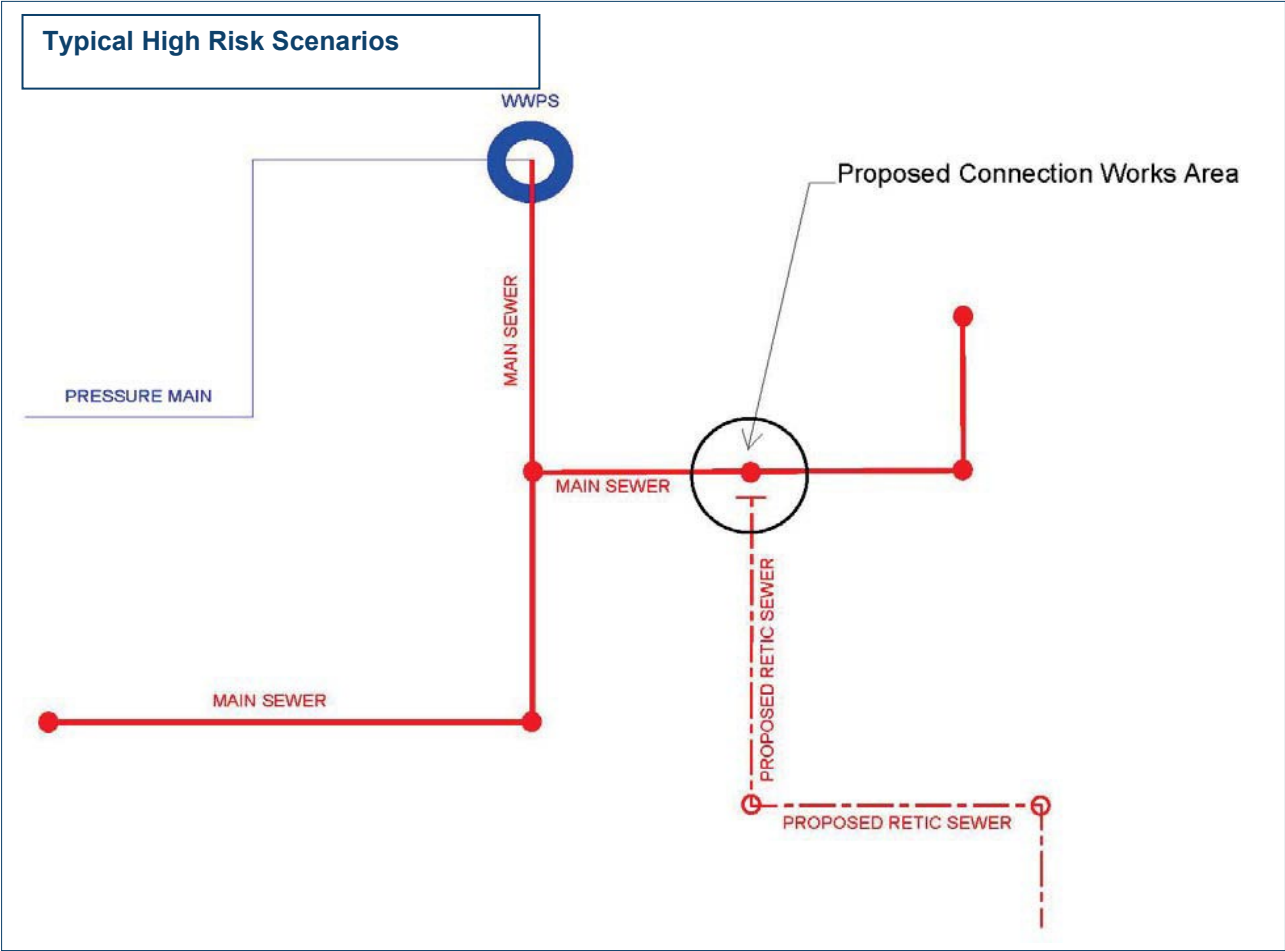 Typical High Risk Scenarios
WWPS
Proposed Connection Works Area
MAIN SEWER
PRESSURE MAIN
MAIN SEWER
PROPOSED RETIC SEWER
MAIN SEWER
PROPOSED RETIC SEWER